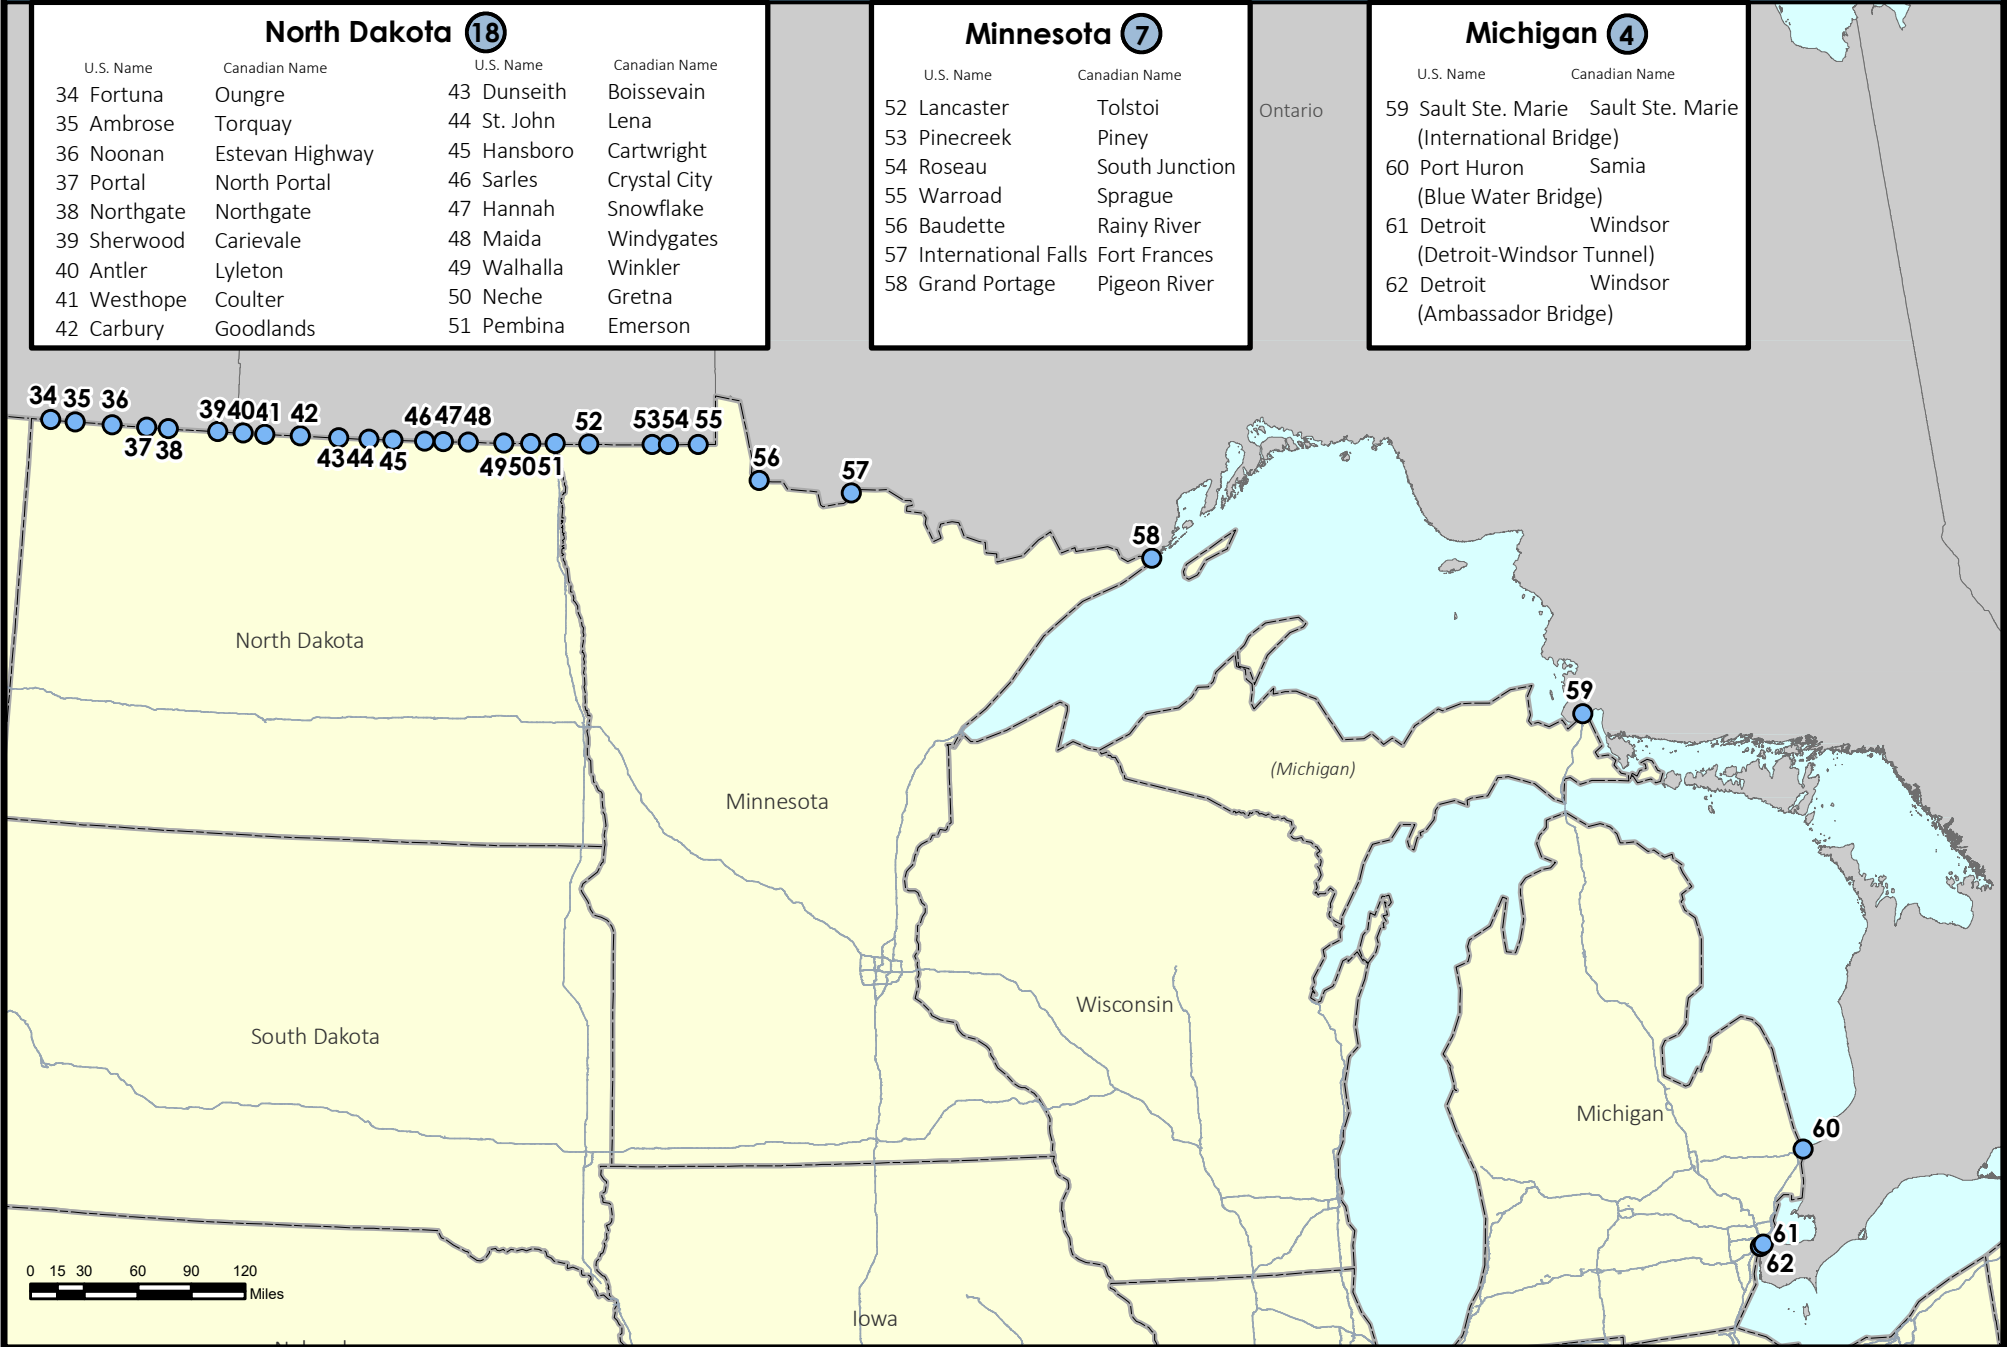 North Dakota 18
U.S. Name Canadian Name
34 Fortuna Oungre
35 Ambrose Torquay
36 Noonan Estevan Highway
37 Portal North Portal
38 Northgate Northgate
39 Sherwood Carievale
40 Antler Lyleton
41 Westhope Coulter
42 Carbury Goodlands
U.S. Name Canadian Name
43 Dunseith Boissevain
44 St. John Lena
45 Hansboro Cartwright
46 Sarles Crystal City
47 Hannah Snowflake
48 Maida Windygates
49 Walhalla Winkler
50 Neche Gretna
51 Pembina Emerson
Minnesota 7
U.S. Name Canadian Name
52 Lancaster Tolstoi
53 Pinecreek Piney
54 Roseau South Junction
55 Warroad Sprague
56 Baudette Rainy River
57 International Falls Fort Frances
58 Grand Portage Pigeon River
Ontario
Michigan 4
U.S. Name Canadian Name
59 Sault Ste. Marie Sault Ste. Marie
(International Bridge)
60 Port Huron Samia
(Blue Water Bridge)
61 Detroit Windsor
(Detroit-Windsor Tunnel)
62 Detroit Windsor
(Ambassador Bridge)
34 35 36 39 40 41 42 46 47 48 52 53 54 55
37 38 43 44 45 49 50 51
56
57
58
North Dakota
59
(Michigan)
Minnesota
Wisconsin
South Dakota
Michigan
60
61
62
0 15 30 60 90 120
Miles
Iowa